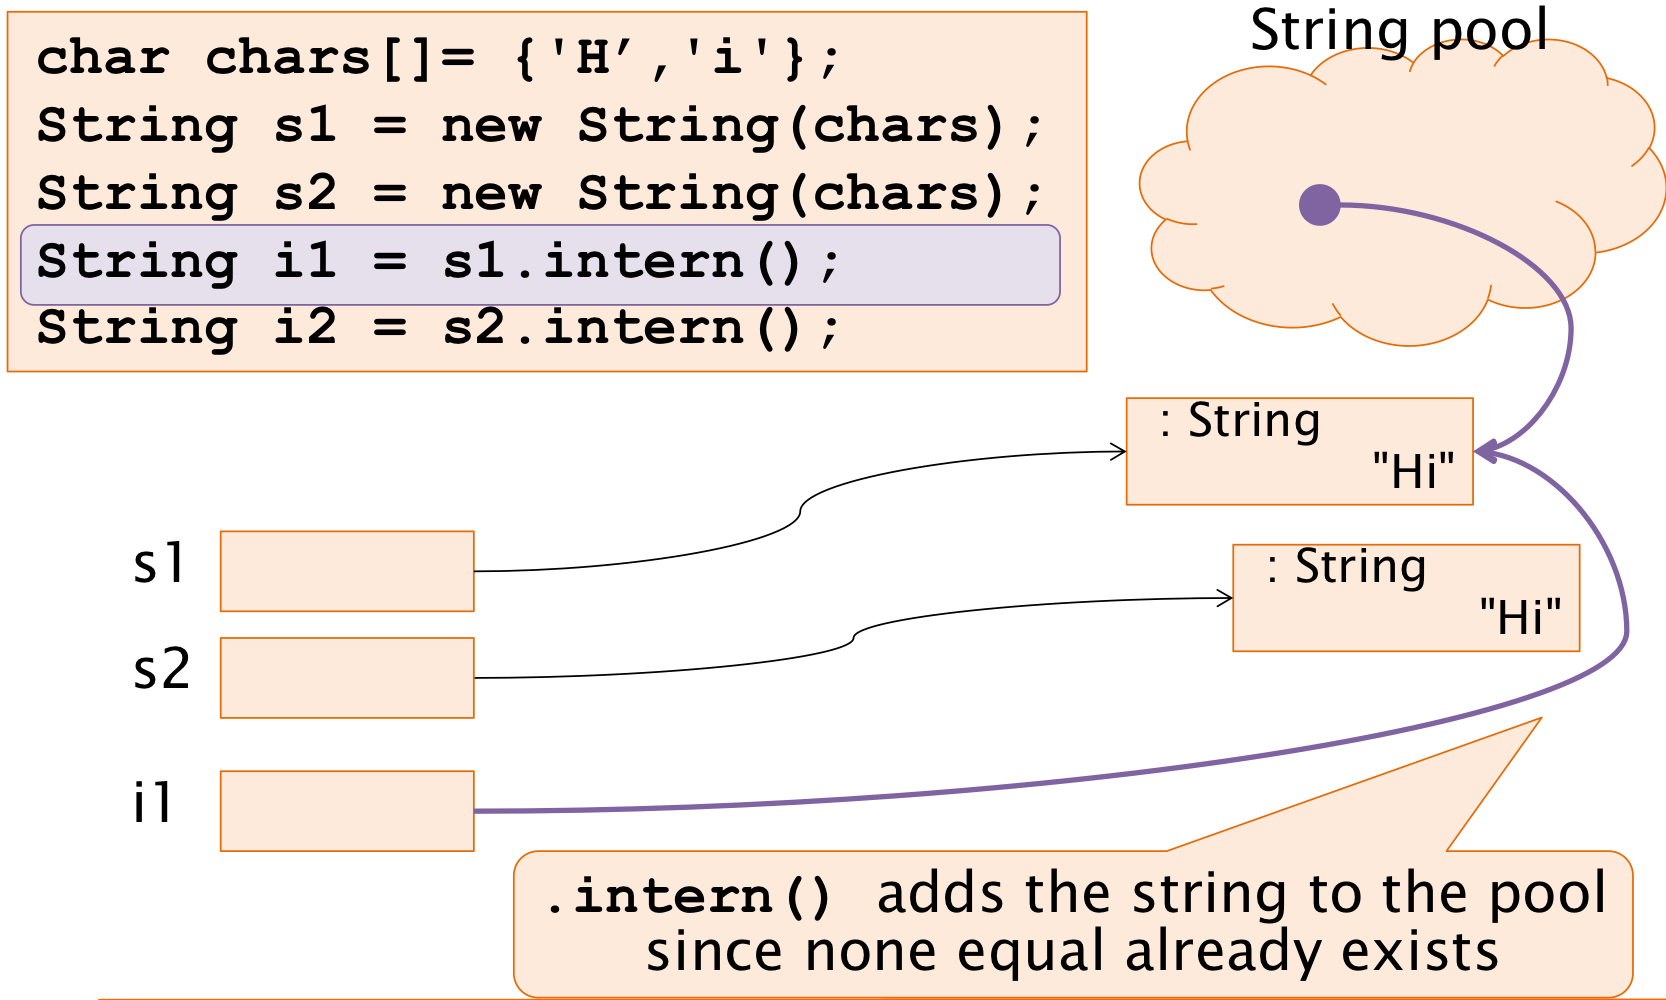 String pool
char chars[]= {'H’,'i'};
String s1 = new String(chars);
String s2 = new String(chars);
String i1 = s1.intern();
String i2 = s2.intern();
: String
"Hi"
s1
: String
"Hi"
s2
i1
.intern() adds the string to the pool
since none equal already exists